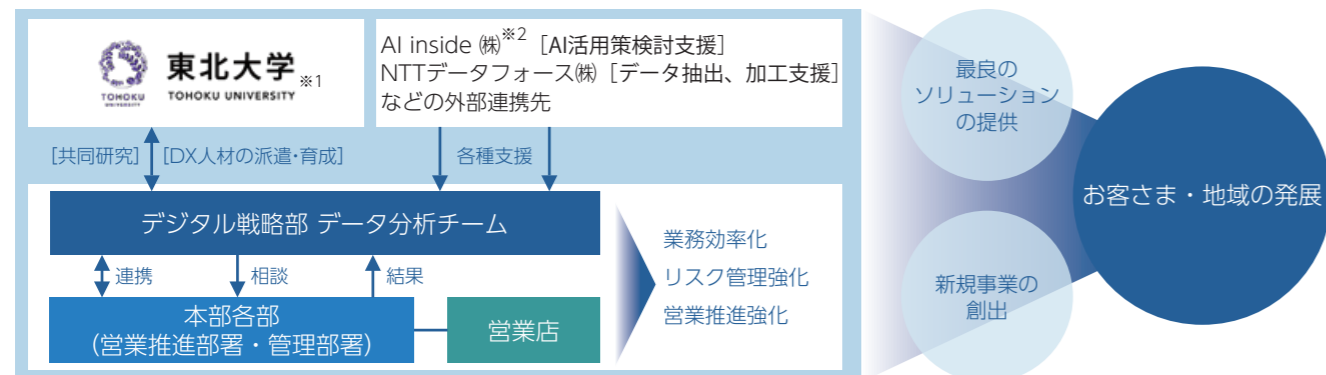 東北大学※1
TOHOKU
UNIVERSITY
TOHOKU UNIVERSITY
AI inside ㈱※2［AI活用策検討支援］
NTTデータフォース㈱［データ抽出、加工支援］
などの外部連携先
[共同研究]
[DX人材の派遣・育成]
各種支援
デジタル戦略部 データ分析チーム
連携
相談
結果
本部各部
（営業推進部署・管理部署）
営業店
業務効率化
リスク管理強化
営業推進強化
最良の
ソリューション
の提供
新規事業の
創出
お客さま・地域の発展